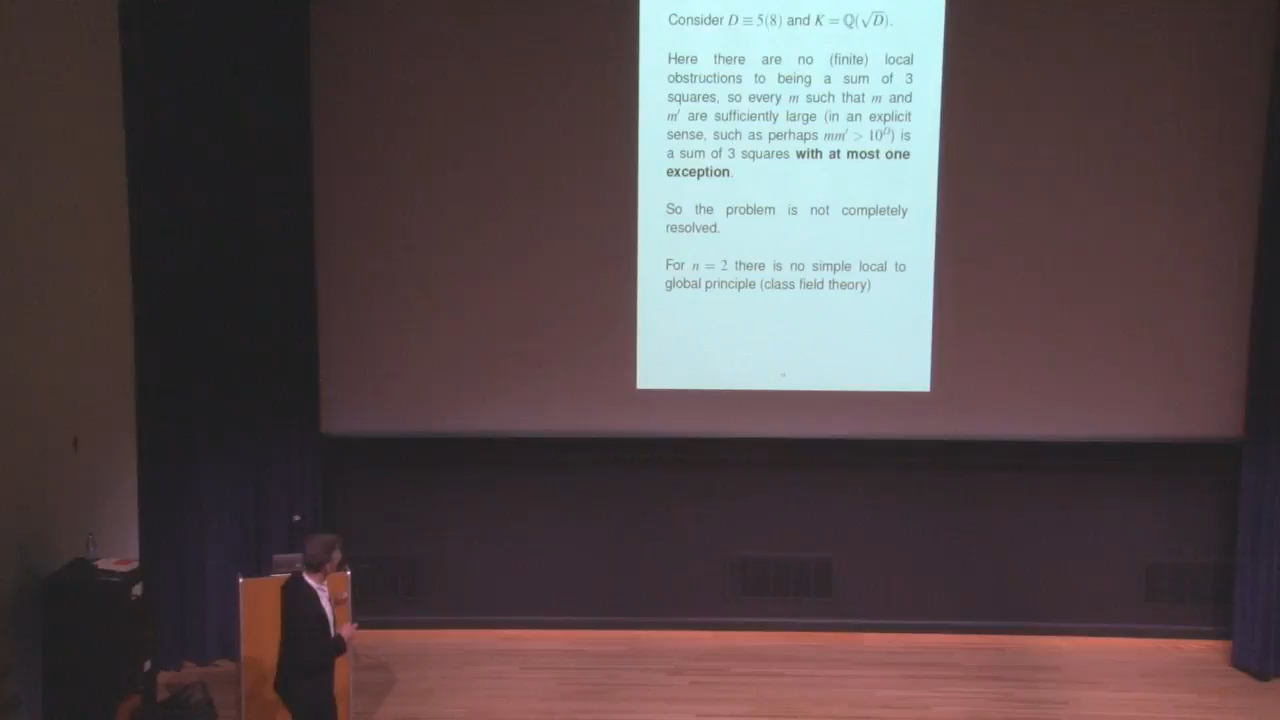 Consider D ≡ 5(8) and K = ℚ(√D).
Here there are no (finite) local
obstructions to being a sum of 3
squares, so every m such that m and
m′ are sufficiently large (in an explicit
sense, such as perhaps mm′ > 10ᴰ) is
a sum of 3 squares with at most one
exception.
So the problem is not completely
resolved.
For n = 2 there is no simple local to
global principle (class field theory)